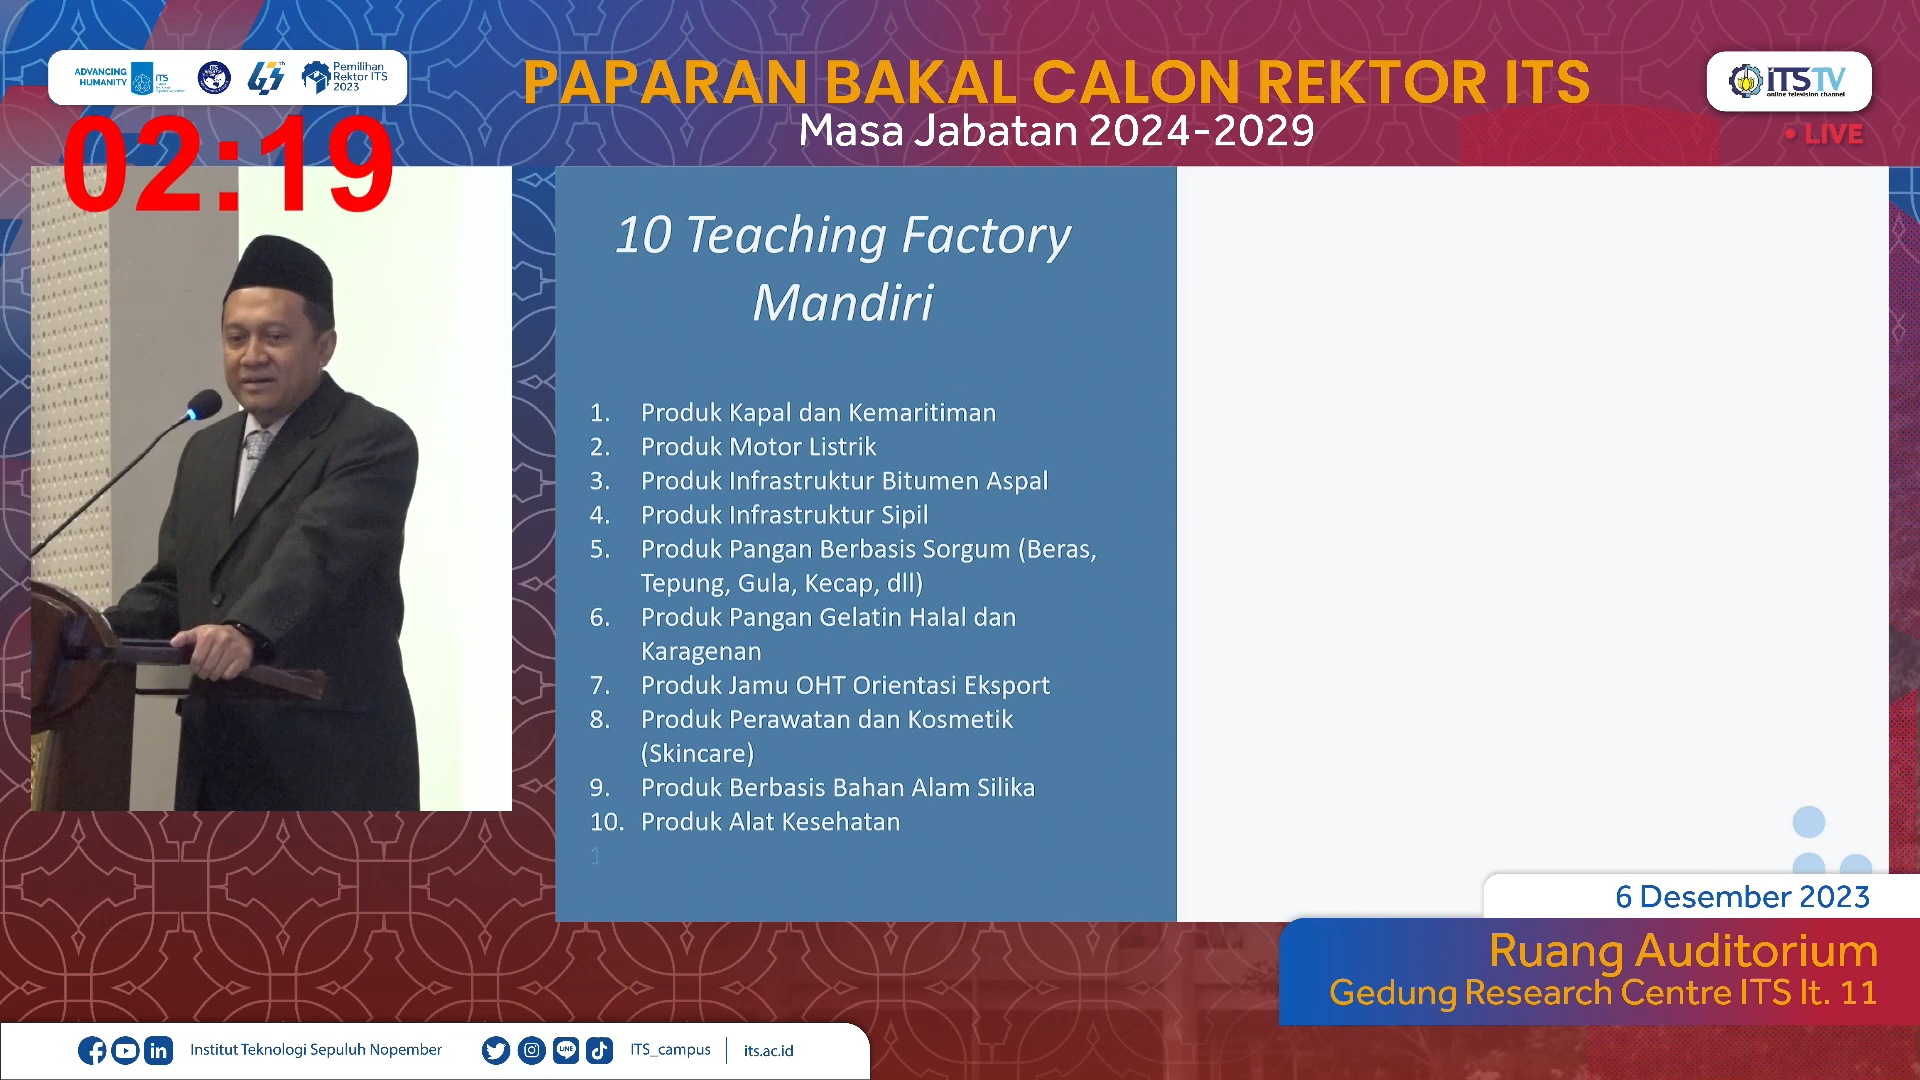 ADVANCING
HUMANITY
ITS
Pemilihan
Rektor ITS
2023
PAPARAN BAKAL CALON REKTOR ITS
Masa Jabatan 2024-2029
ITSTV
online television channel
• LIVE
02:19
10 Teaching Factory
Mandiri
1. Produk Kapal dan Kemaritiman
2. Produk Motor Listrik
3. Produk Infrastruktur Bitumen Aspal
4. Produk Infrastruktur Sipil
5. Produk Pangan Berbasis Sorgum (Beras,
Tepung, Gula, Kecap, dll)
6. Produk Pangan Gelatin Halal dan
Karagenan
7. Produk Jamu OHT Orientasi Eksport
8. Produk Perawatan dan Kosmetik
(Skincare)
9. Produk Berbasis Bahan Alam Silika
10. Produk Alat Kesehatan
1
6 Desember 2023
Ruang Auditorium
Gedung Research Centre ITS lt. 11
Institut Teknologi Sepuluh Nopember
LINE
ITS_campus
its.ac.id